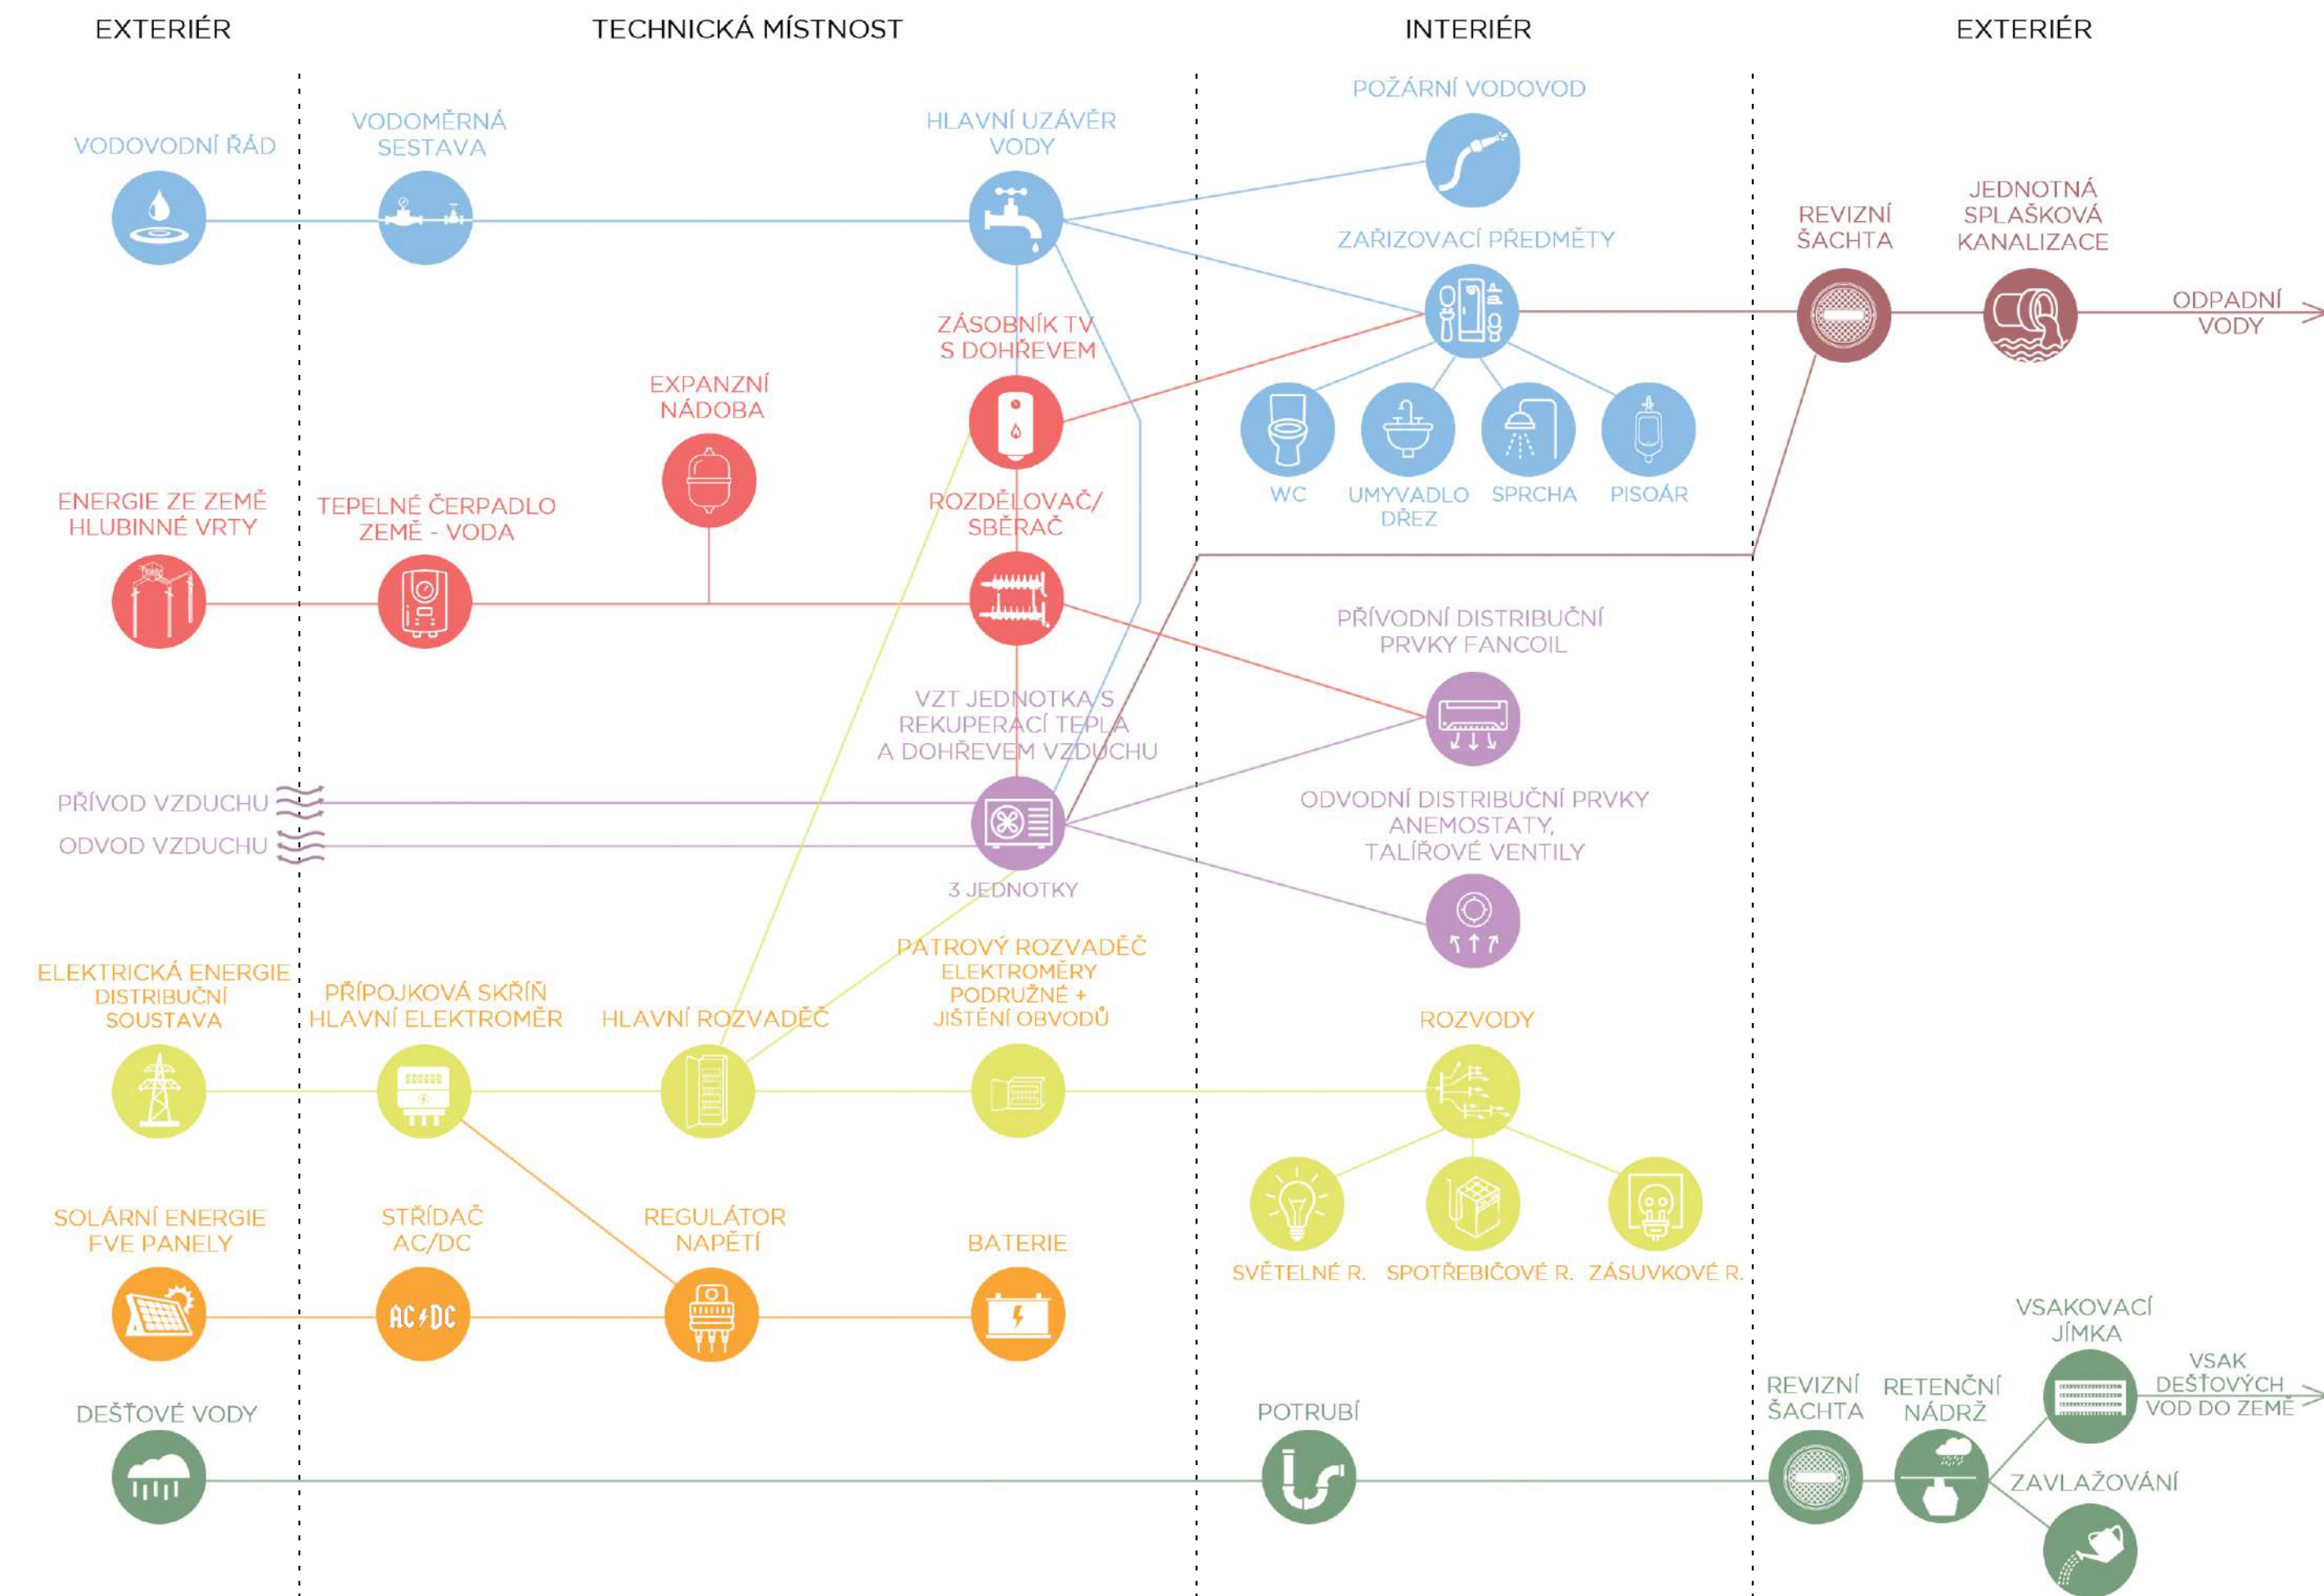 EXTERIÉR
TECHNICKÁ MÍSTNOST
INTERIÉR
EXTERIÉR
VODOVODNÍ ŘÁD
VODOMĚRNÁ
SESTAVA
HLAVNÍ UZÁVĚR
VODY
POŽÁRNÍ VODOVOD
ZAŘIZOVACÍ PŘEDMĚTY
REVIZNÍ
ŠACHTA
JEDNOTNÁ
SPLAŠKOVÁ
KANALIZACE
ODPADNÍ
VODY
ZÁSOBNÍK TV
S DOHŘEVEM
EXPANZNÍ
NÁDOBA
WC
UMYVADLO
DŘEZ
SPRCHA
PISOÁR
ENERGIE ZE ZEMĚ
HLUBINNÉ VRTY
TEPELNÉ ČERPADLO
ZEMĚ - VODA
ROZDĚLOVAČ/
SBĚRAČ
PŘÍVODNÍ DISTRIBUČNÍ
PRVKY FANCOIL
VZT JEDNOTKA S
REKUPERACÍ TEPLA
A DOHŘEVEM VZDUCHU
PŘÍVOD VZDUCHU
ODVOD VZDUCHU
3 JEDNOTKY
ODVODNÍ DISTRIBUČNÍ PRVKY
ANEMOSTATY,
TALÍŘOVÉ VENTILY
ELEKTRICKÁ ENERGIE
DISTRIBUČNÍ
SOUSTAVA
PŘÍPOJKOVÁ SKŘÍŇ
HLAVNÍ ELEKTROMĚR
HLAVNÍ ROZVADĚČ
PATROVÝ ROZVADĚČ
ELEKTROMĚRY
PODRUŽNÉ +
JIŠTĚNÍ OBVODŮ
ROZVODY
SOLÁRNÍ ENERGIE
FVE PANELY
STŘÍDAČ
AC/DC
AC DC
REGULÁTOR
NAPĚTÍ
BATERIE
SVĚTELNÉ R.
SPOTŘEBIČOVÉ R.
ZÁSUVKOVÉ R.
DEŠŤOVÉ VODY
POTRUBÍ
REVIZNÍ
ŠACHTA
RETENČNÍ
NÁDRŽ
VSAKOVACÍ
JÍMKA
VSAK
DEŠŤOVÝCH
VOD DO ZEMĚ
ZAVLAŽOVÁNÍ